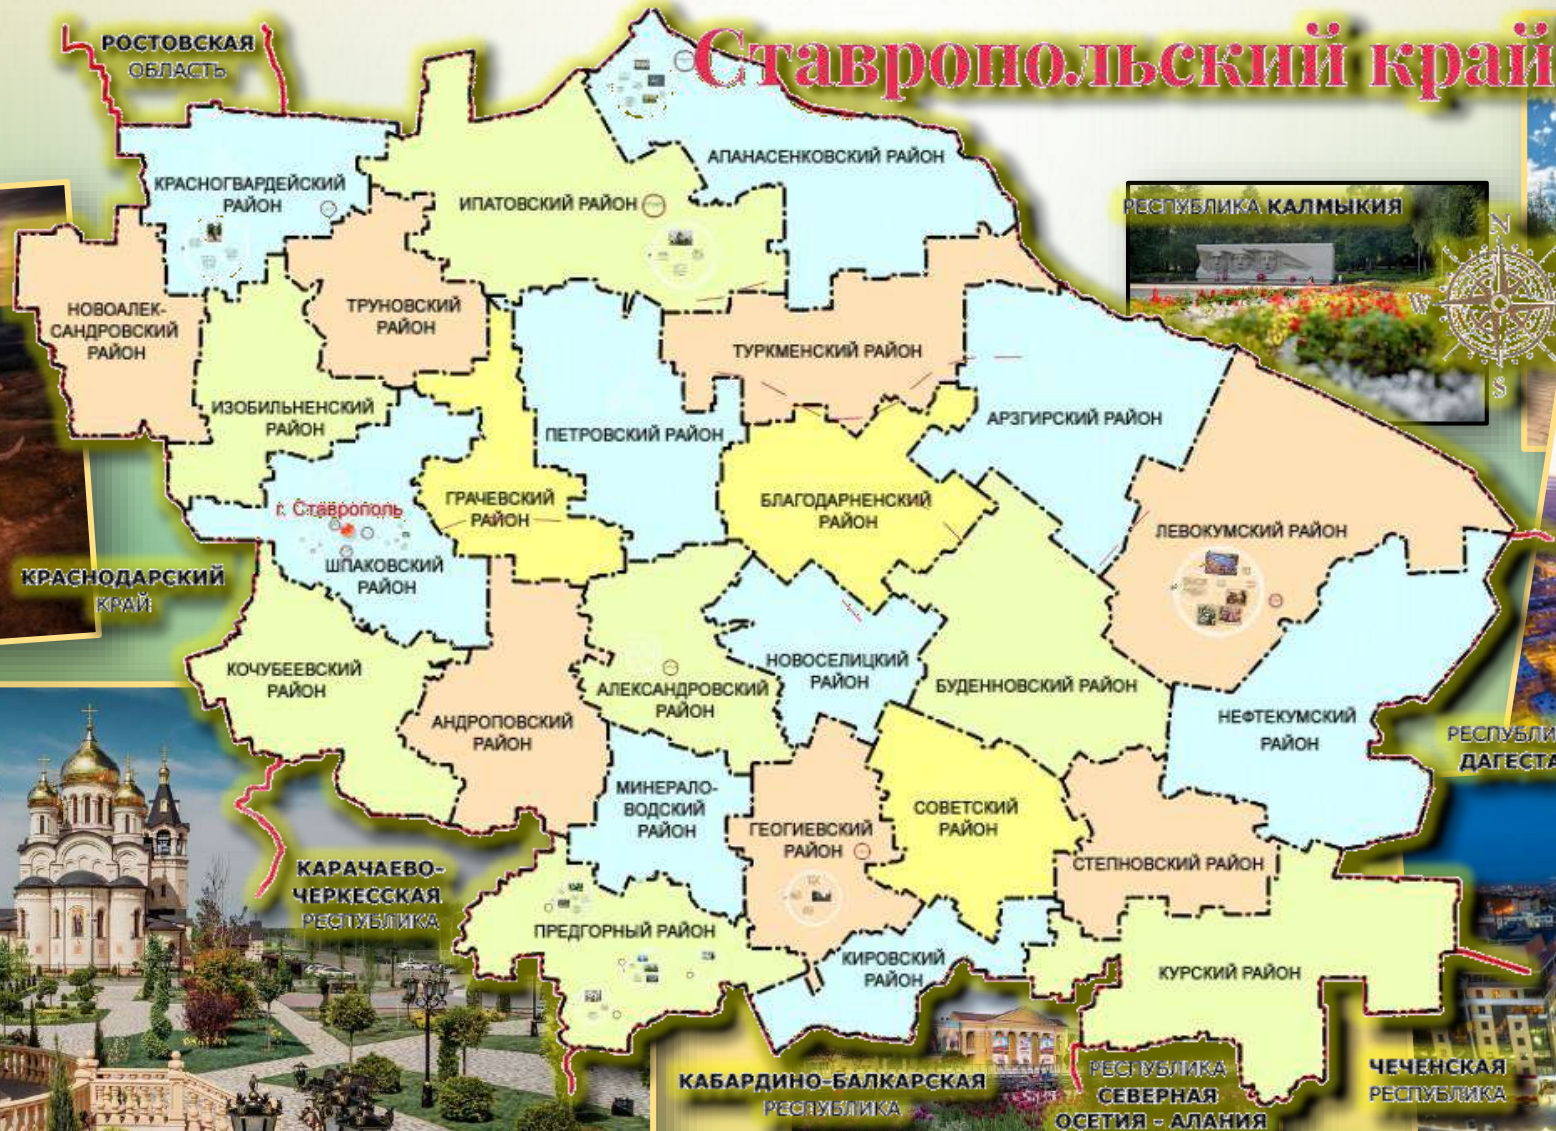 Ставропольский край
РОСТОВСКАЯ
ОБЛАСТЬ
АПАНАСЕНКОВСКИЙ РАЙОН
КРАСНОГВАРДЕЙСКИЙ
РАЙОН
ИПАТОВСКИЙ РАЙОН
РЕСПУБЛИКА КАЛМЫКИЯ
N
W
S
НОВОАЛЕК-
САНДРОВСКИЙ
РАЙОН
ТРУНОВСКИЙ
РАЙОН
ТУРКМЕНСКИЙ РАЙОН
ИЗОБИЛЬНЕНСКИЙ
РАЙОН
ПЕТРОВСКИЙ РАЙОН
АРЗГИРСКИЙ РАЙОН
г. Ставрополь
ГРАЧЕВСКИЙ
РАЙОН
БЛАГОДАРНЕНСКИЙ
РАЙОН
ЛЕВОКУМСКИЙ РАЙОН
ШПАКОВСКИЙ
РАЙОН
КРАСНОДАРСКИЙ
КРАЙ
КОЧУБЕЕВСКИЙ
РАЙОН
АЛЕКСАНДРОВСКИЙ
РАЙОН
НОВОСЕЛИЦКИЙ
РАЙОН
БУДЕННОВСКИЙ РАЙОН
АНДРОПОВСКИЙ
РАЙОН
НЕФТЕКУМСКИЙ
РАЙОН
РЕСПУБЛИ
ДАГЕСТА
МИНЕРАЛО-
ВОДСКИЙ
РАЙОН
ГЕОГИЕВСКИЙ
РАЙОН
СОВЕТСКИЙ
РАЙОН
СТЕПНОВСКИЙ РАЙОН
КАРАЧАЕВО-
ЧЕРКЕССКАЯ
РЕСПУБЛИКА
ПРЕДГОРНЫЙ РАЙОН
КИРОВСКИЙ
РАЙОН
КУРСКИЙ РАЙОН
КАБАРДИНО-БАЛКАРСКАЯ
РЕСПУБЛИКА
РЕСПУБЛИКА
СЕВЕРНАЯ
ОСЕТИЯ - АЛАНИЯ
ЧЕЧЕНСКАЯ
РЕСПУБЛИКА